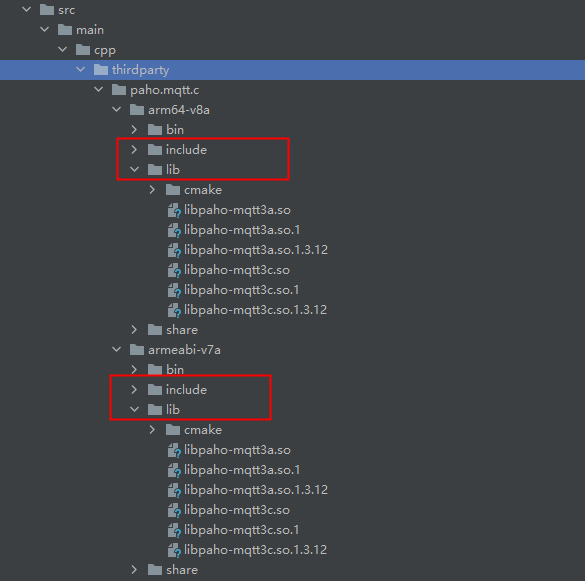 src
main
cpp
thirdparty
paho.mqtt.c
arm64-v8a
bin
include
lib
cmake
libpaho-mqtt3a.so
libpaho-mqtt3a.so.1
libpaho-mqtt3a.so.1.3.12
libpaho-mqtt3c.so
libpaho-mqtt3c.so.1
libpaho-mqtt3c.so.1.3.12
share
armeabi-v7a
bin
include
lib
cmake
libpaho-mqtt3a.so
libpaho-mqtt3a.so.1
libpaho-mqtt3a.so.1.3.12
libpaho-mqtt3c.so
libpaho-mqtt3c.so.1
libpaho-mqtt3c.so.1.3.12
share